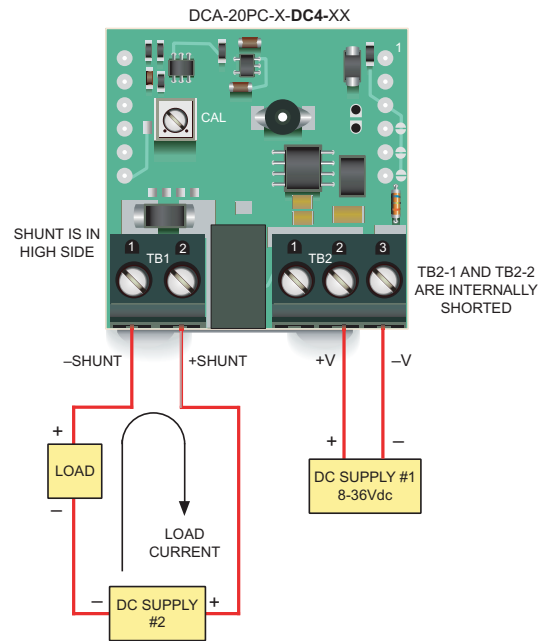 DCA-20PC-X-DC4-XX
1
CAL
SHUNT IS IN
HIGH SIDE
1 2
TB1
1 2 3
TB2
TB2-1 AND TB2-2
ARE INTERNALLY
SHORTED
–SHUNT +SHUNT
+V –V
+
LOAD
–
LOAD
CURRENT
+ –
DC SUPPLY #1
8-36Vdc
– +
DC SUPPLY
#2